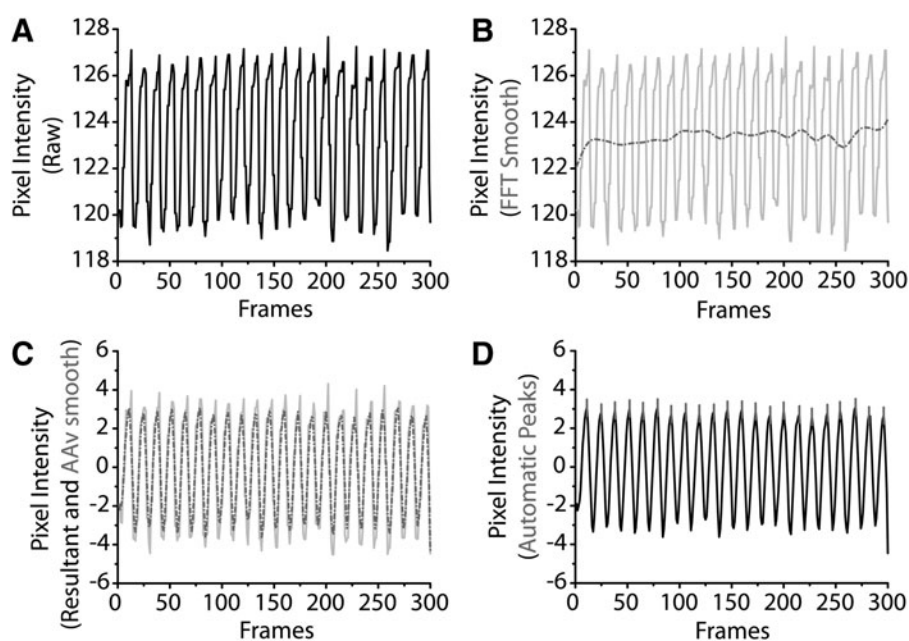 A
128
126
124
122
120
118
Pixel Intensity
(Raw)
0 50 100 150 200 250 300
Frames
B
128
126
124
122
120
118
Pixel Intensity
(FFT Smooth)
0 50 100 150 200 250 300
Frames
C
6
4
2
0
-2
-4
-6
Pixel Intensity
(Resultant and AAv smooth)
0 50 100 150 200 250 300
Frames
D
6
4
2
0
-2
-4
-6
Pixel Intensity
(Automatic Peaks)
0 50 100 150 200 250 300
Frames